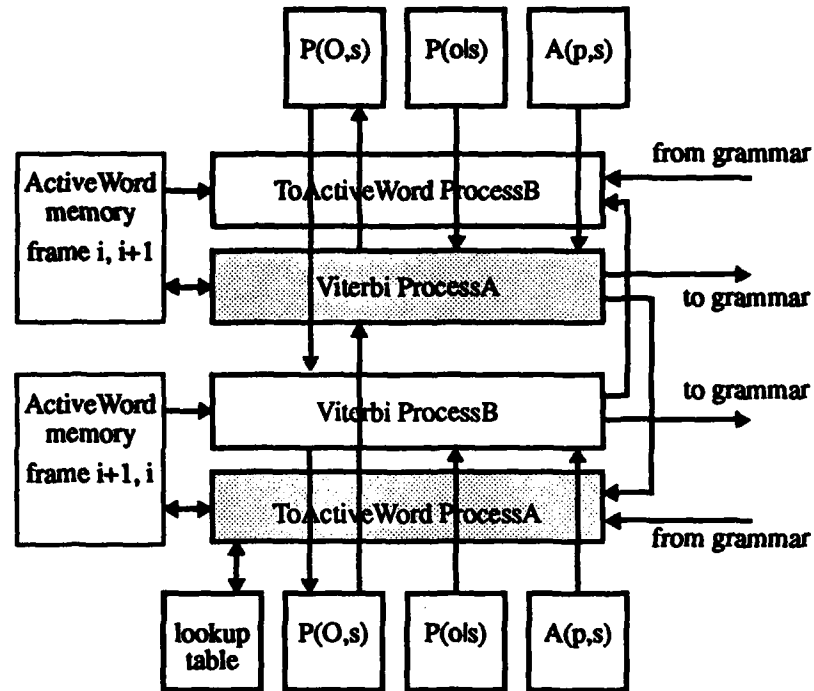 P(O,s)
P(o|s)
A(p,s)
from grammar
ActiveWord
memory
frame i, i+1
ToActiveWord ProcessB
Viterbi ProcessA
to grammar
to grammar
ActiveWord
memory
frame i+1, i
Viterbi ProcessB
ToActiveWord ProcessA
from grammar
lookup
table
P(O,s)
P(o|s)
A(p,s)